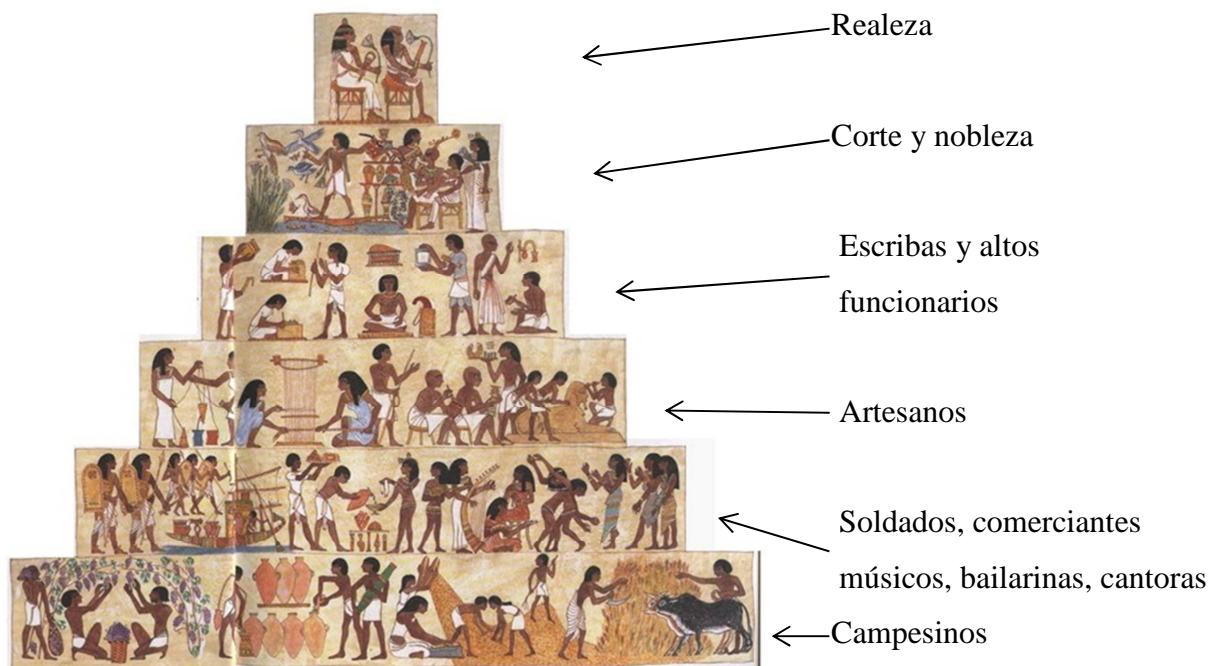 Realeza
Corte y nobleza
Escribas y altos
funcionarios
Artesanos
Soldados, comerciantes
músicos, bailarinas, cantoras
Campesinos